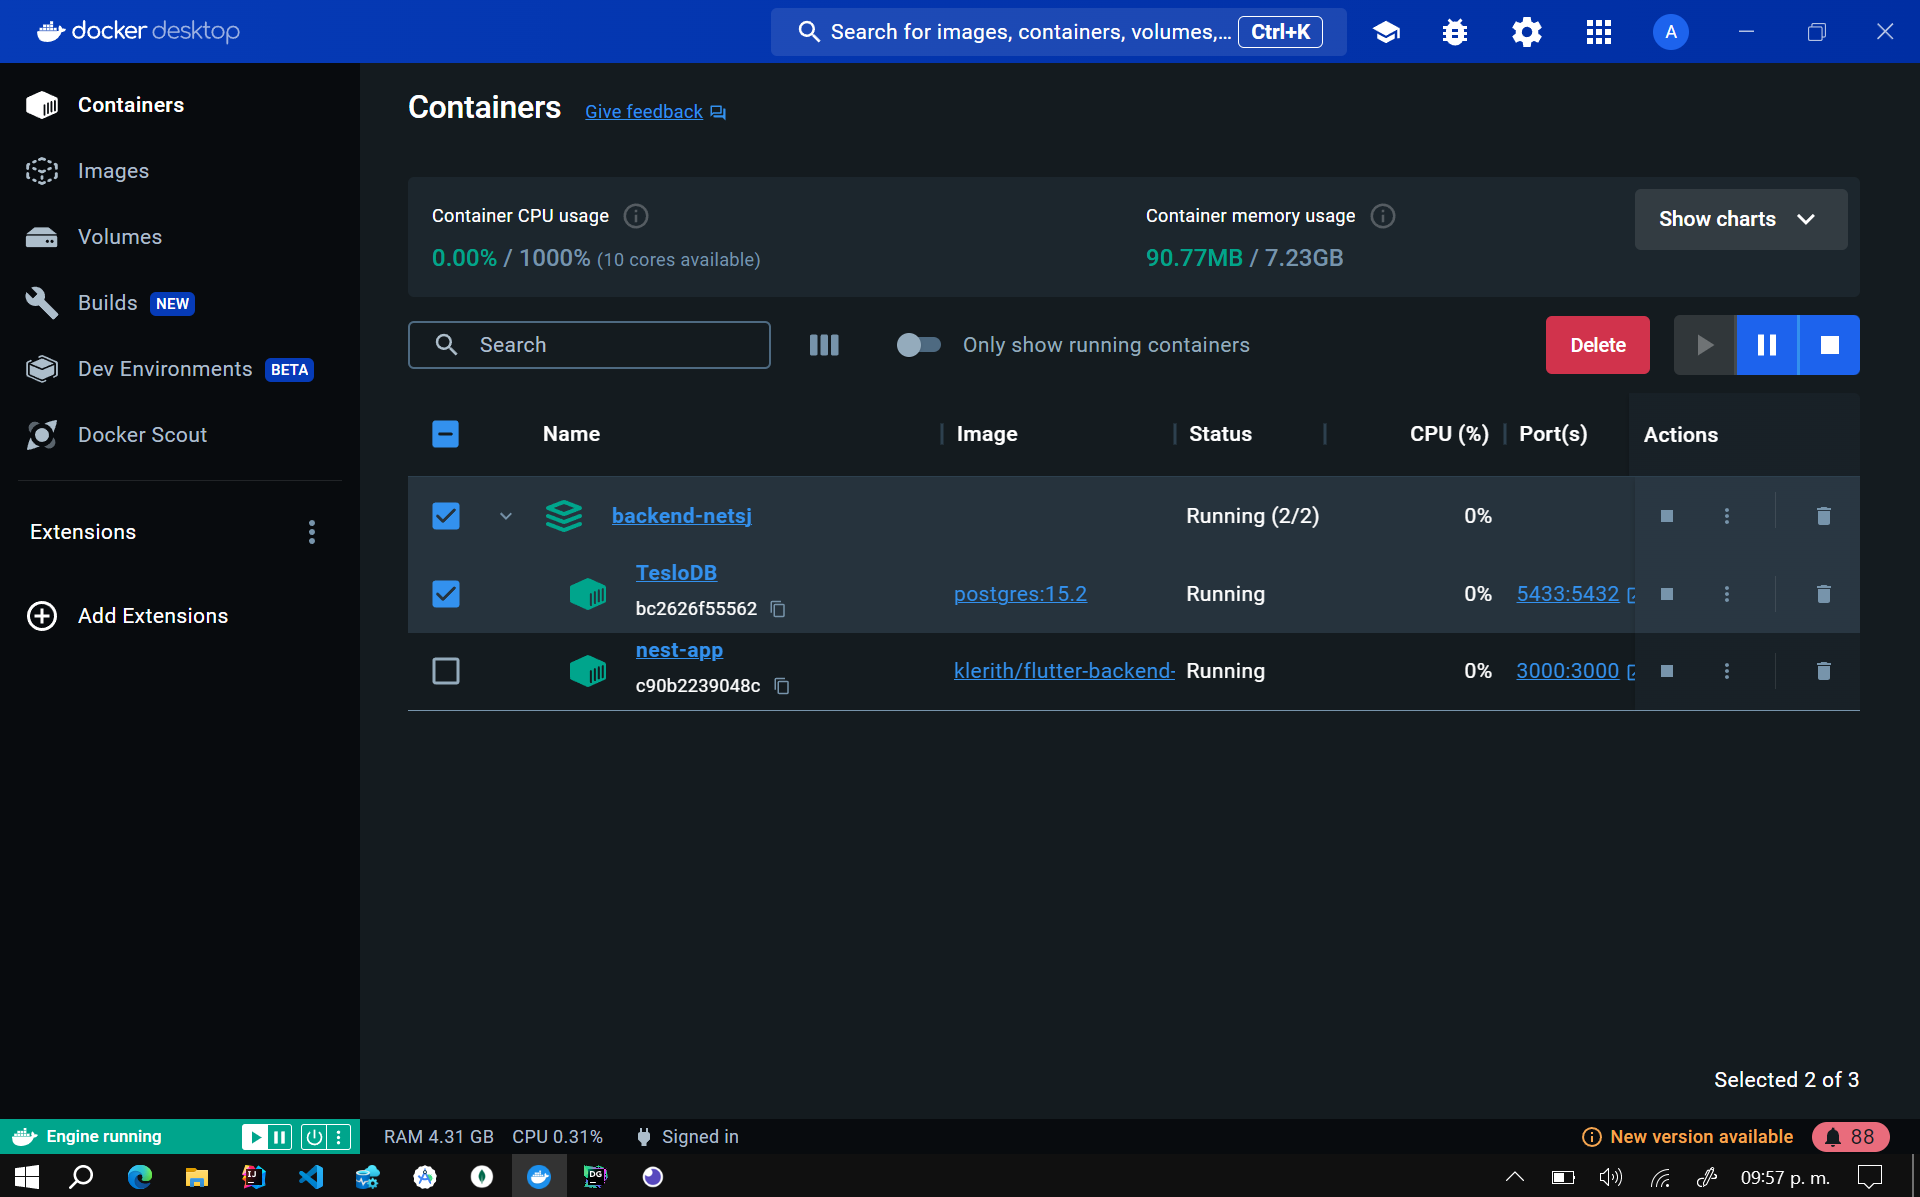 docker desktop
Search for images, containers, volumes,... Ctrl+K
A
Containers
Images
Volumes
Builds NEW
Dev Environments BETA
Docker Scout
Extensions
Add Extensions
Containers Give feedback
Container CPU usage
0.00% / 1000% (10 cores available)
Container memory usage
90.77MB / 7.23GB
Show charts
Search
Only show running containers
Delete
Name Image Status CPU (%) Port(s) Actions
backend-netsj Running (2/2) 0%
TesloDB
bc2626f55562
postgres:15.2 Running 0% 5433:5432
nest-app
c90b2239048c
klerith/flutter-backend- Running 0% 3000:3000
Selected 2 of 3
Engine running
RAM 4.31 GB CPU 0.31% Signed in
New version available 88
IJ
DG
09:57 p. m.